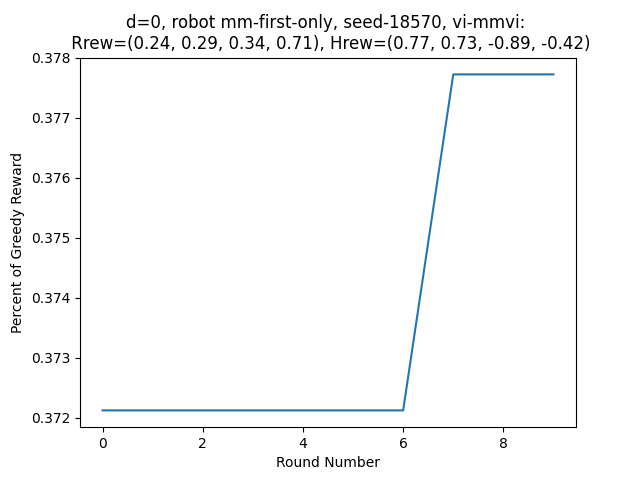 d=0, robot mm-first-only, seed-18570, vi-mmvi:
Rrew=(0.24, 0.29, 0.34, 0.71), Hrew=(0.77, 0.73, -0.89, -0.42)
0.378
0.377
0.376
0.375
0.374
0.373
0.372
Percent of Greedy Reward
0 2 4 6 8
Round Number